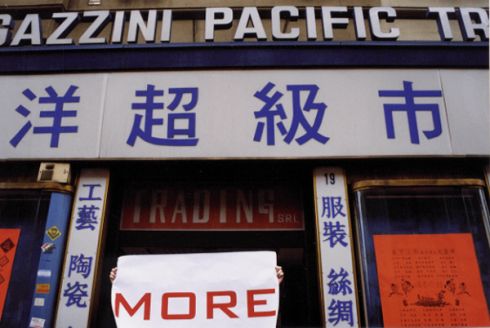 GAZZINI PACIFIC TR
洋超級市
TRADING SRL
19
工藝 陶瓷
服裝 絲綢
MORE